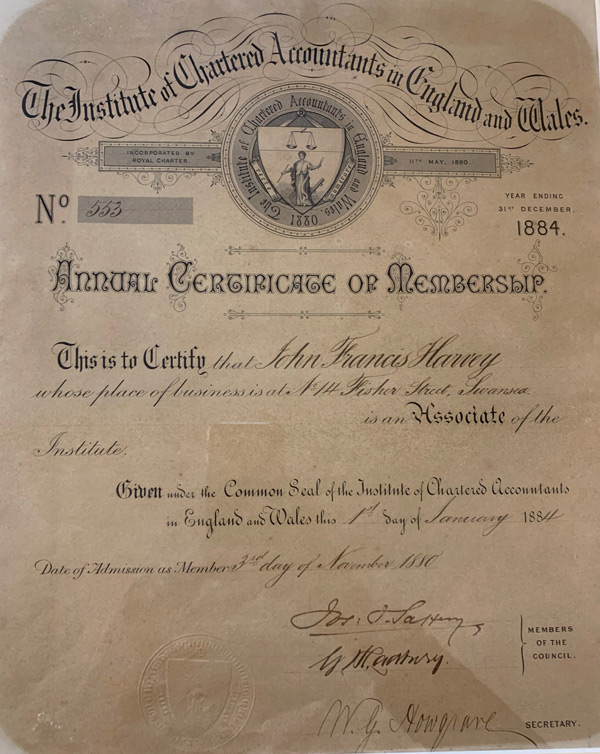 The Institute of Chartered Accountants in England and Wales.
The Institute of Chartered Accountants in England and Wales
1880
INCORPORATED BY
ROYAL CHARTER
11TH MAY, 1880
No 553
YEAR ENDING
31ST DECEMBER,
1884.
Annual Certificate of Membership.
This is to Certify that John Francis Harvey
whose place of business is at No 14 Fisher Street, Swansea
is an Associate of the
Institute.
Given under the Common Seal of the Institute of Chartered Accountants
in England and Wales this 1st day of January 1884
Date of Admission as Member 3rd day of November 1880
MEMBERS
OF THE
COUNCIL.
W. G. Howgrave
SECRETARY.